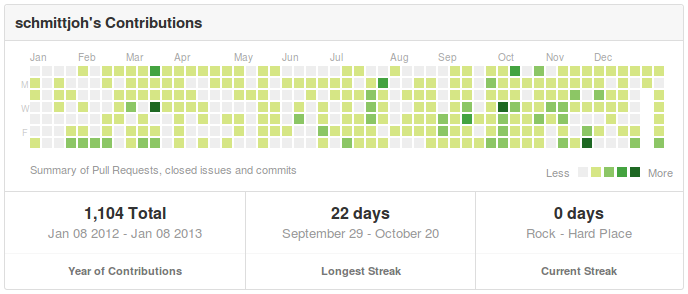 schmittjoh's Contributions
Jan Feb Mar Apr May Jun Jul Aug Sep Oct Nov Dec
M
W
F
Summary of Pull Requests, closed issues and commits
Less More
1,104 Total 22 days 0 days
Jan 08 2012 - Jan 08 2013 September 29 - October 20 Rock - Hard Place
Year of Contributions Longest Streak Current Streak